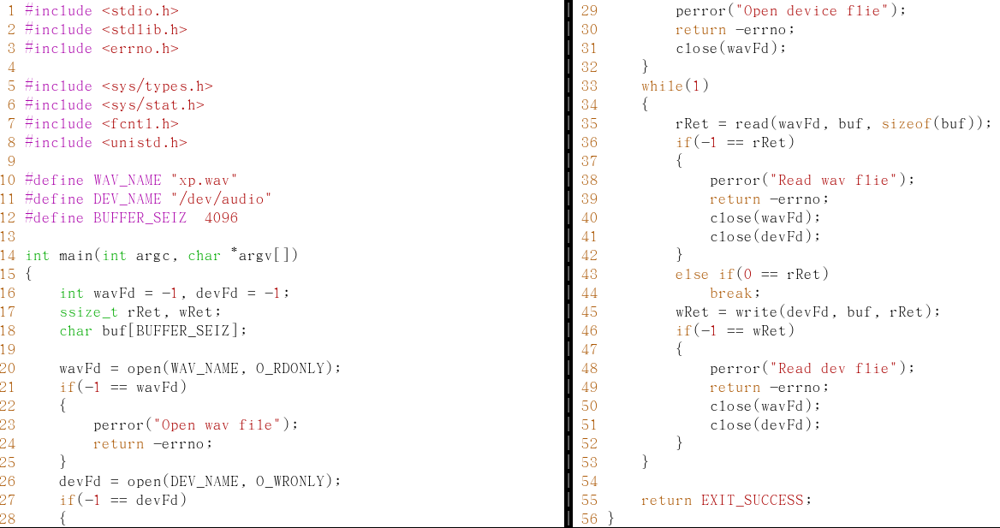 1 #include <stdio.h>
2 #include <stdlib.h>
3 #include <errno.h>
4
5 #include <sys/types.h>
6 #include <sys/stat.h>
7 #include <fcntl.h>
8 #include <unistd.h>
9
10 #define WAV_NAME "xp.wav"
11 #define DEV_NAME "/dev/audio"
12 #define BUFFER_SEIZ  4096
13
14 int main(int argc, char *argv[])
15 {
16     int wavFd = -1, devFd = -1;
17     ssize_t rRet, wRet;
18     char buf[BUFFER_SEIZ];
19
20     wavFd = open(WAV_NAME, O_RDONLY);
21     if(-1 == wavFd)
22     {
23         perror("Open wav file");
24         return -errno;
25     }
26     devFd = open(DEV_NAME, O_WRONLY);
27     if(-1 == devFd)
28     {
29         perror("Open device flie");
30         return -errno;
31         close(wavFd);
32     }
33     while(1)
34     {
35         rRet = read(wavFd, buf, sizeof(buf));
36         if(-1 == rRet)
37         {
38             perror("Read wav flie");
39             return -errno;
40             close(wavFd);
41             close(devFd);
42         }
43         else if(0 == rRet)
44             break;
45         wRet = write(devFd, buf, rRet);
46         if(-1 == wRet)
47         {
48             perror("Read dev flie");
49             return -errno;
50             close(wavFd);
51             close(devFd);
52         }
53     }
54
55     return EXIT_SUCCESS;
56 }